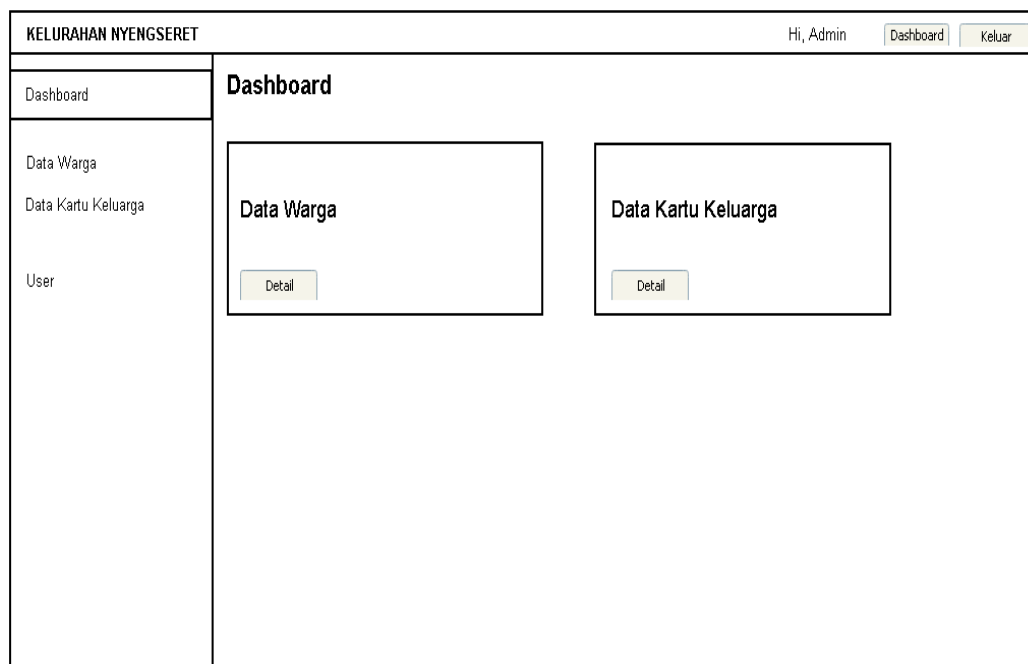 KELURAHAN NYENGSERET
Hi, Admin
Dashboard
Keluar
Dashboard
Data Warga
Data Kartu Keluarga
User
Dashboard
Data Warga
Detail
Data Kartu Keluarga
Detail